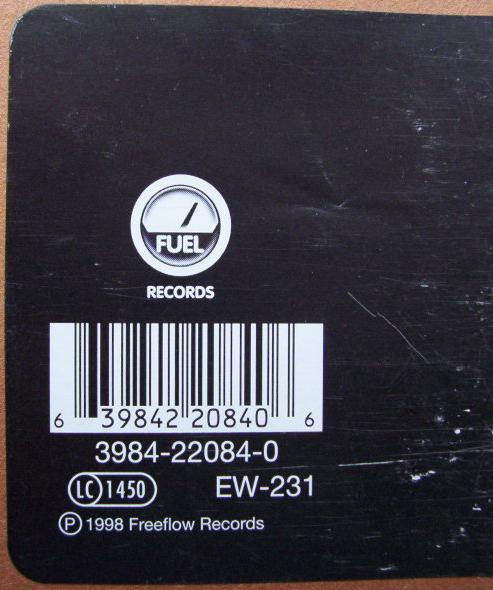 FUEL
RECORDS
6 39842 20840 6
3984-22084-0
LC 1450 EW-231
Ⓟ 1998 Freeflow Records